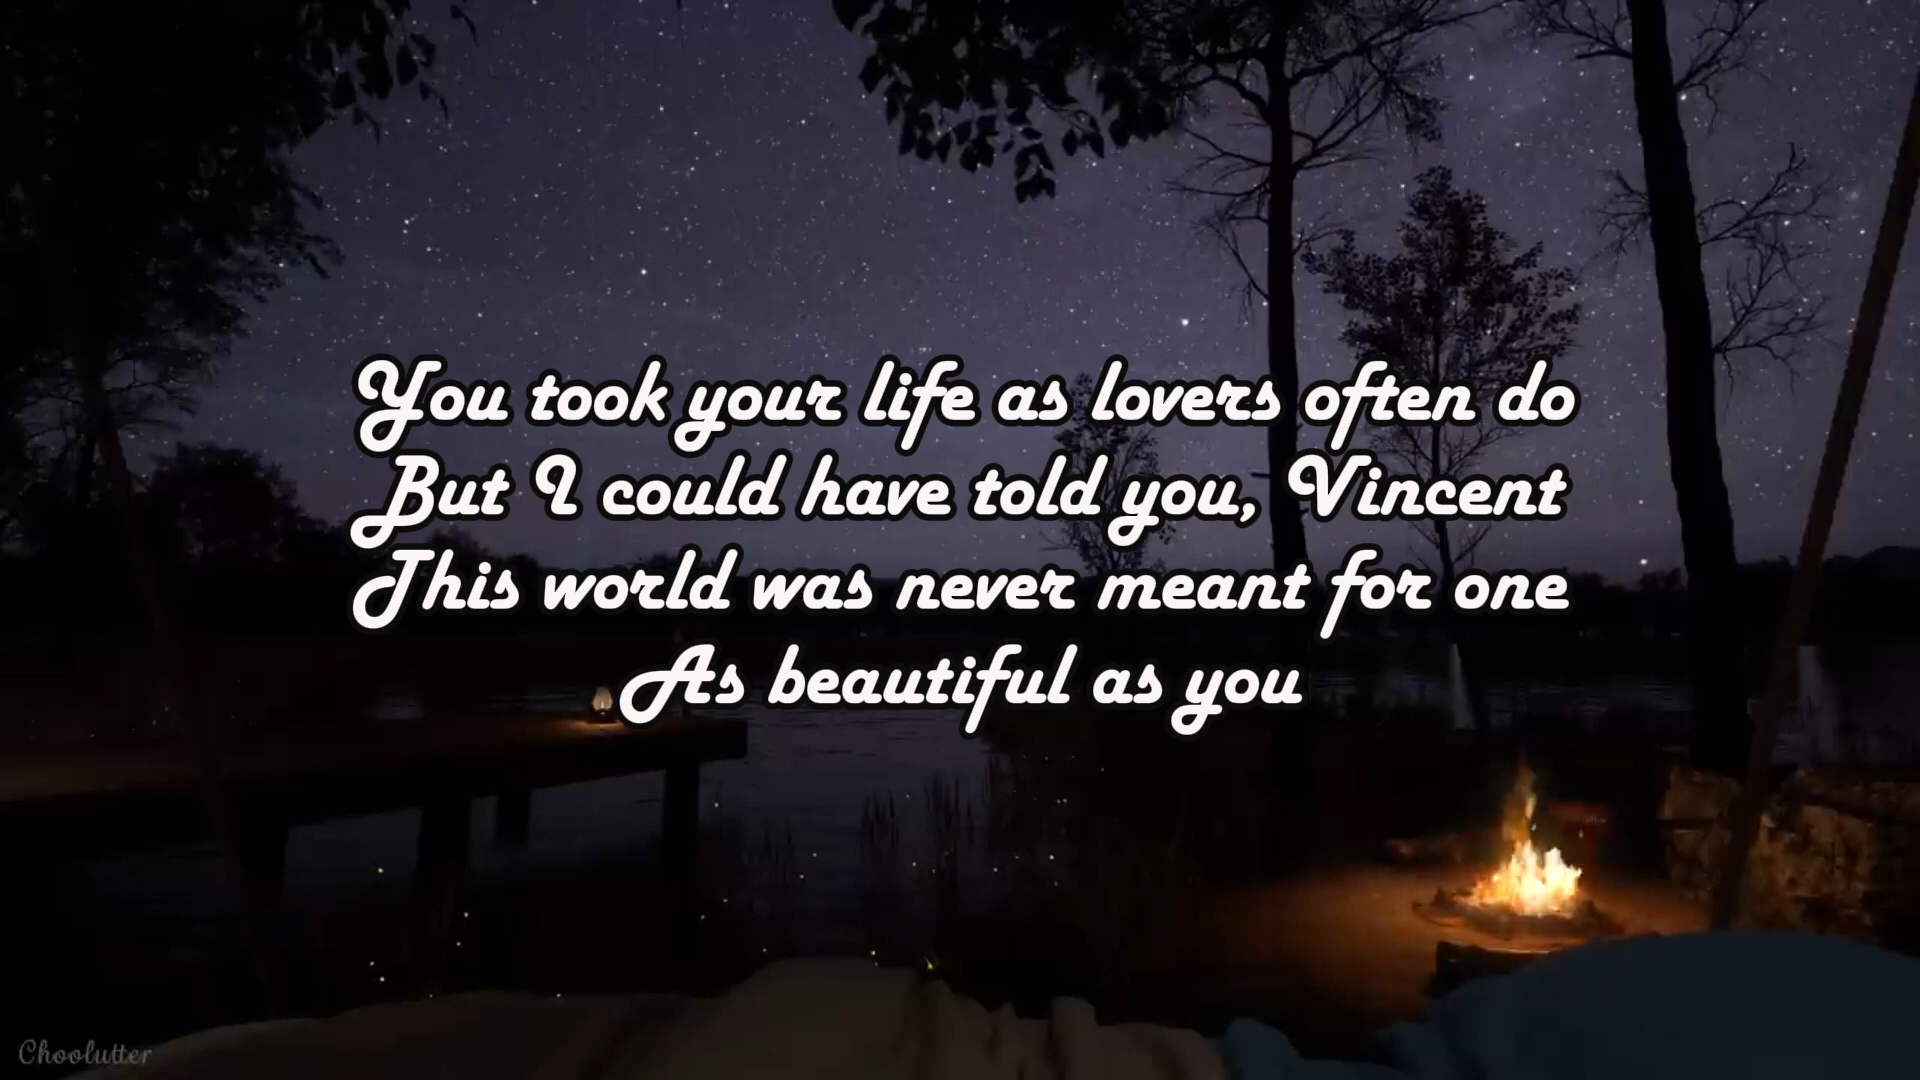 You took your life as lovers often do
But I could have told you, Vincent
This world was never meant for one
As beautiful as you
Choolutter